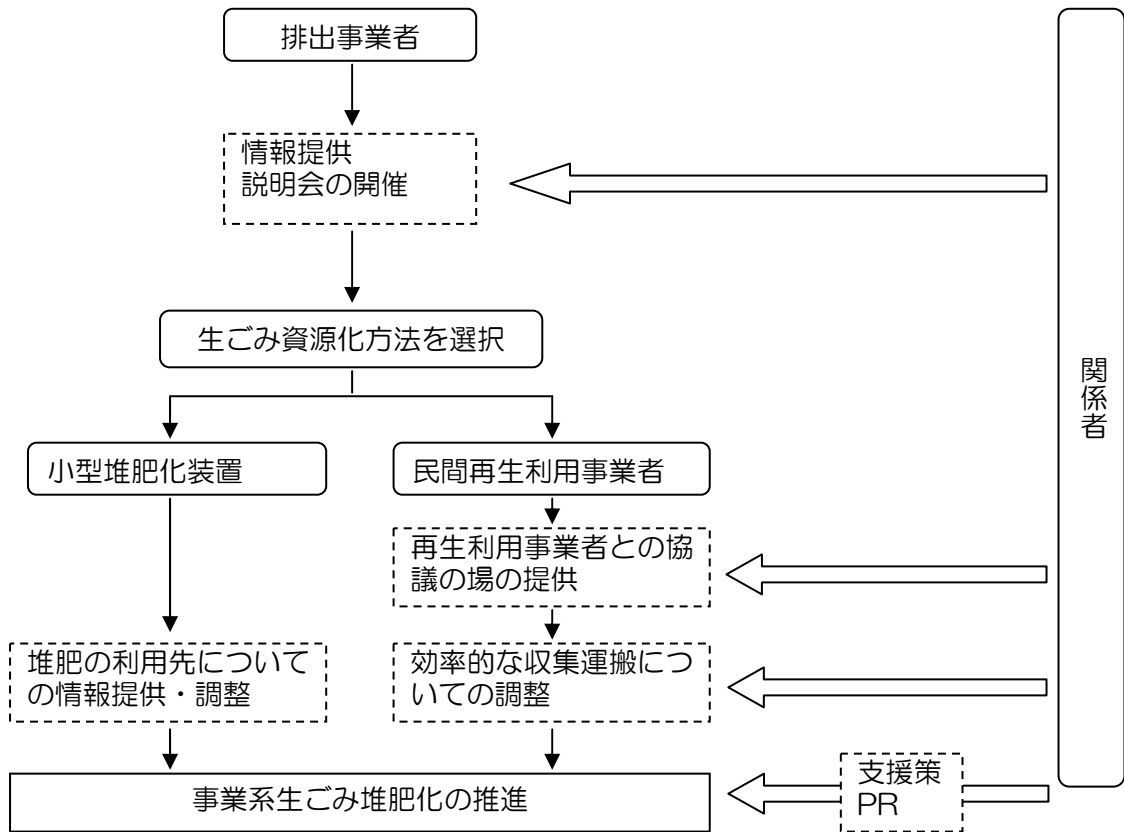 排出事業者
情報提供
説明会の開催
生ごみ資源化方法を選択
小型堆肥化装置
民間再生利用事業者
再生利用事業者との協
議の場の提供
堆肥の利用先について
の情報提供・調整
効率的な収集運搬につ
いての調整
事業系生ごみ堆肥化の推進
支援策
PR
関係者